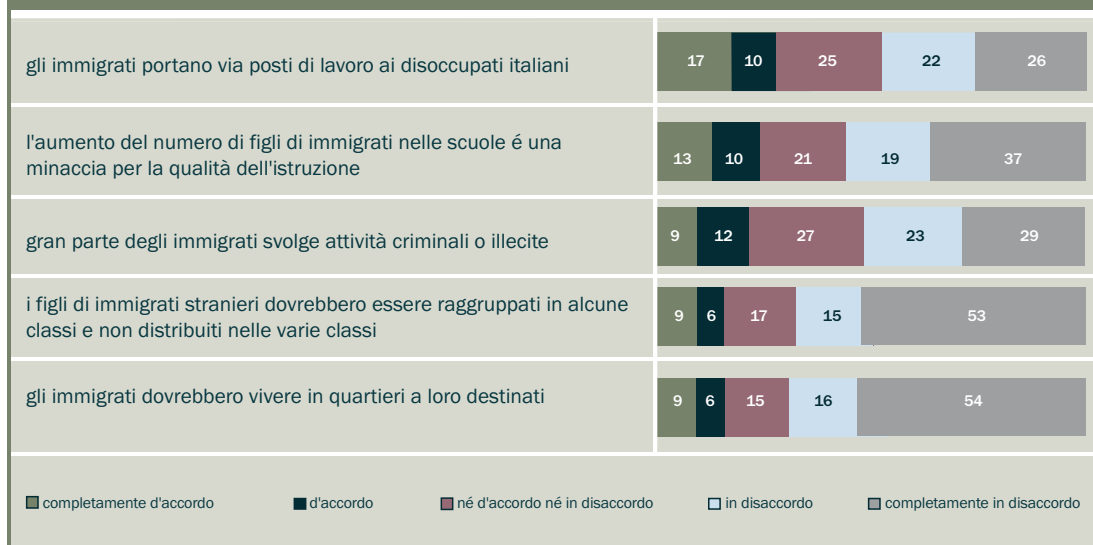 gli immigrati portano via posti di lavoro ai disoccupati italiani
17 10 25 22 26
l'aumento del numero di figli di immigrati nelle scuole é una
minaccia per la qualità dell'istruzione
13 10 21 19 37
gran parte degli immigrati svolge attività criminali o illecite
9 12 27 23 29
i figli di immigrati stranieri dovrebbero essere raggruppati in alcune
classi e non distribuiti nelle varie classi
9 6 17 15 53
gli immigrati dovrebbero vivere in quartieri a loro destinati
9 6 15 16 54
completamente d'accordo d'accordo né d'accordo né in disaccordo in disaccordo completamente in disaccordo